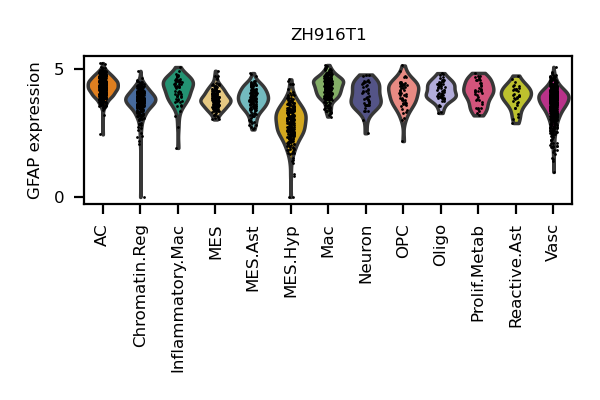 ZH916T1
GFAP expression
5
0
AC
Chromatin.Reg
Inflammatory.Mac
MES
MES.Ast
MES.Hyp
Mac
Neuron
OPC
Oligo
Prolif.Metab
Reactive.Ast
Vasc